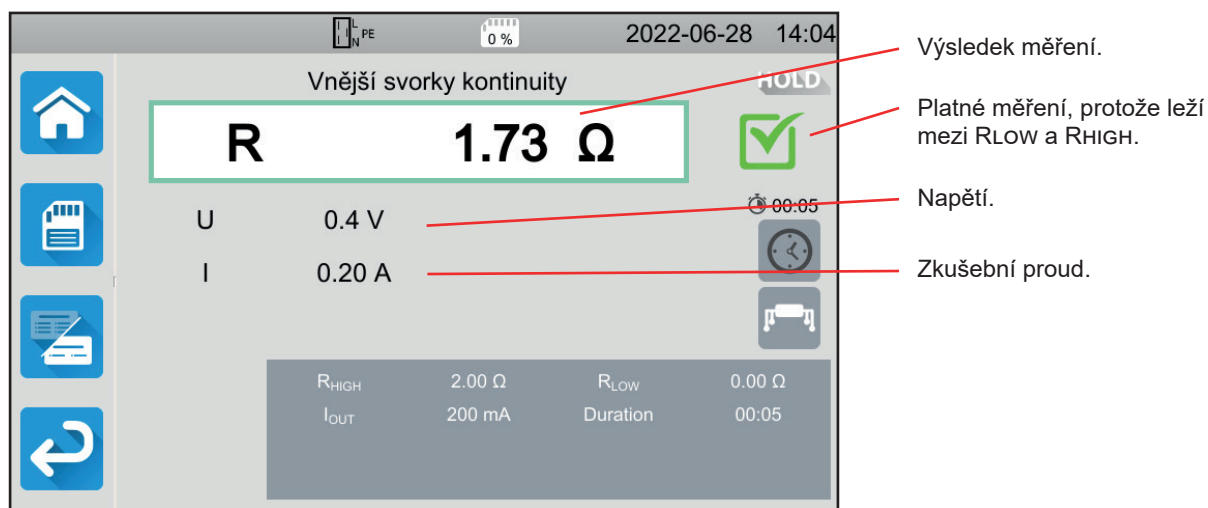 L
N PE
0 %
2022-06-28 14:04
Vnější svorky kontinuity
HOLD
R 1.73 Ω
00:05
U 0.4 V
I 0.20 A
RHIGH 2.00 Ω RLOW 0.00 Ω
IOUT 200 mA Duration 00:05
Výsledek měření.
Platné měření, protože leží
mezi RLOW a RHIGH.
Napětí.
Zkušební proud.